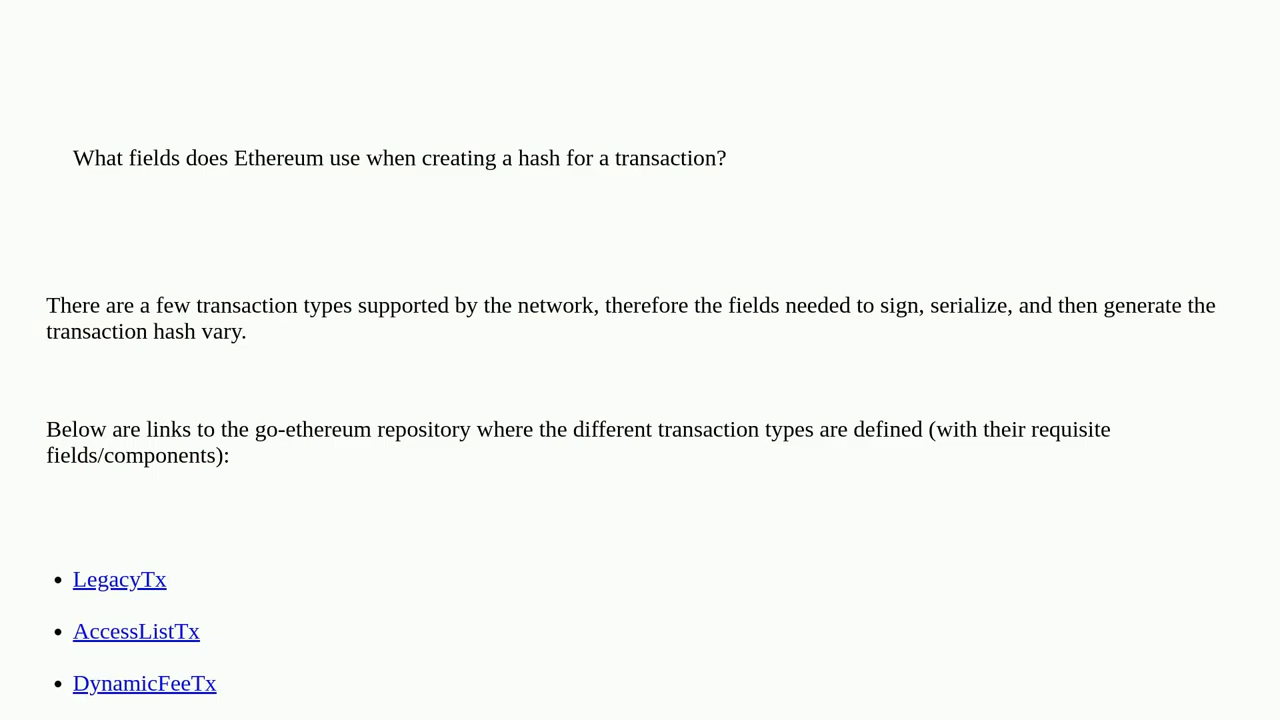 What fields does Ethereum use when creating a hash for a transaction?
There are a few transaction types supported by the network, therefore the fields needed to sign, serialize, and then generate the
transaction hash vary.
Below are links to the go-ethereum repository where the different transaction types are defined (with their requisite
fields/components):
• LegacyTx
• AccessListTx
• DynamicFeeTx